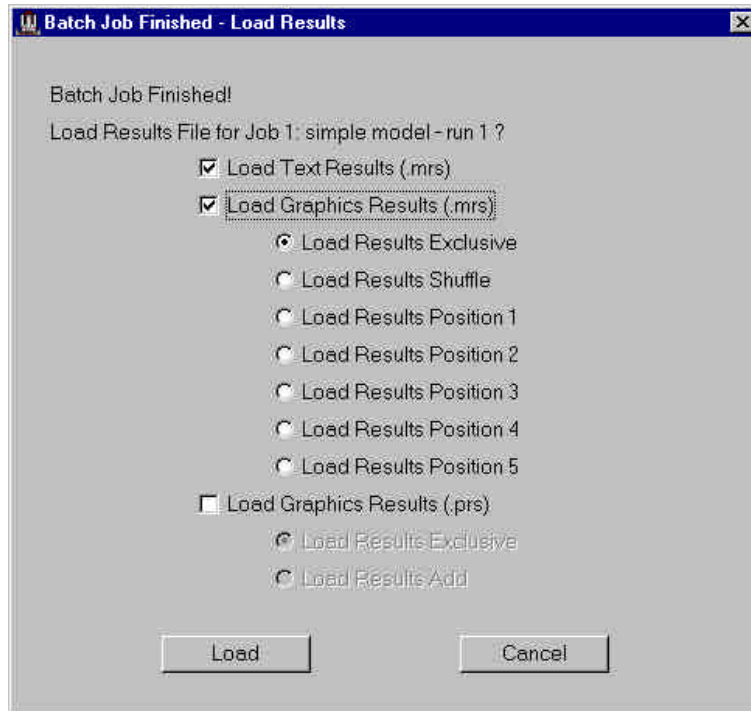 Batch Job Finished - Load Results
Batch Job Finished!
Load Results File for Job 1: simple model - run 1 ?
Load Text Results (.mrs)
Load Graphics Results (.mrs)
Load Results Exclusive
Load Results Shuffle
Load Results Position 1
Load Results Position 2
Load Results Position 3
Load Results Position 4
Load Results Position 5
Load Graphics Results (.prs)
Load Results Exclusive
Load Results Add
Load Cancel